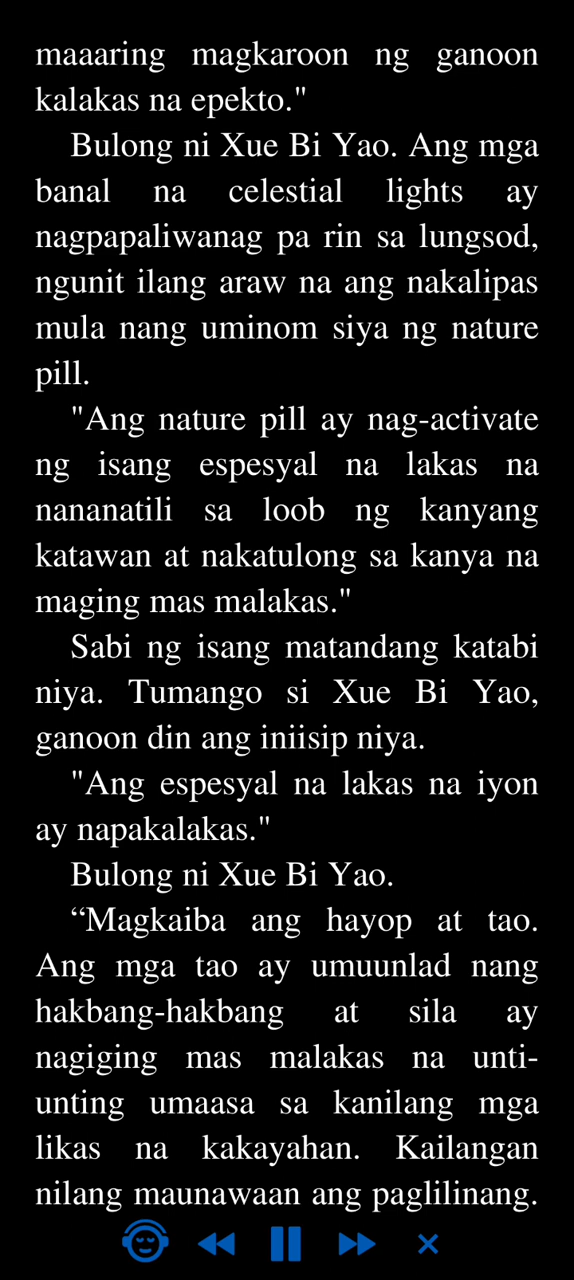 maaaring magkaroon ng ganoon
kalakas na epekto."
Bulong ni Xue Bi Yao. Ang mga
banal na celestial lights ay
nagpapaliwanag pa rin sa lungsod,
ngunit ilang araw na ang nakalipas
mula nang uminom siya ng nature
pill.
"Ang nature pill ay nag-activate
ng isang espesyal na lakas na
nananatili sa loob ng kanyang
katawan at nakatulong sa kanya na
maging mas malakas."
Sabi ng isang matandang katabi
niya. Tumango si Xue Bi Yao,
ganoon din ang iniisip niya.
"Ang espesyal na lakas na iyon
ay napakalakas."
Bulong ni Xue Bi Yao.
“Magkaiba ang hayop at tao.
Ang mga tao ay umuunlad nang
hakbang-hakbang at sila ay
nagiging mas malakas na unti-
unting umaasa sa kanilang mga
likas na kakayahan. Kailangan
nilang maunawaan ang paglilinang.